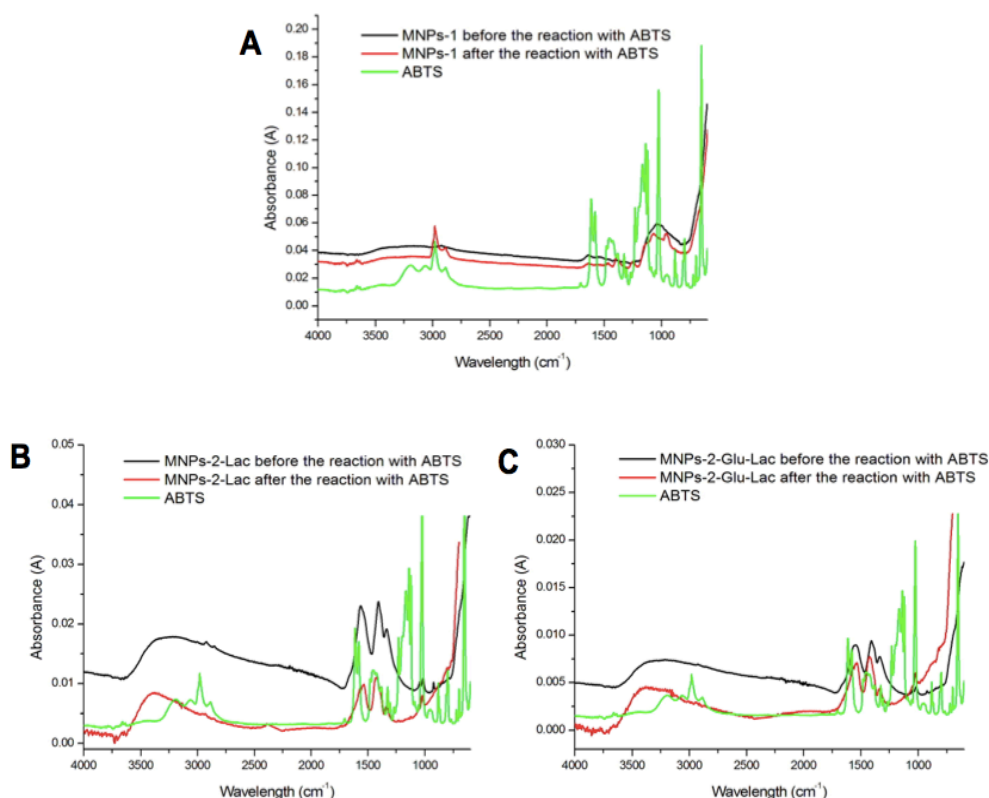 A
MNPs-1 before the reaction with ABTS
MNPs-1 after the reaction with ABTS
ABTS
0.20
0.18
0.16
0.14
0.12
0.10
0.08
0.06
0.04
0.02
0.00
Absorbance (A)
4000 3500 3000 2500 2000 1500 1000
Wavelength (cm⁻¹)
B
MNPs-2-Lac before the reaction with ABTS
MNPs-2-Lac after the reaction with ABTS
ABTS
0.05
0.04
0.03
0.02
0.01
0.00
Absorbance (A)
4000 3500 3000 2500 2000 1500 1000
Wavelength (cm⁻¹)
C
MNPs-2-Glu-Lac before the reaction with ABTS
MNPs-2-Glu-Lac after the reaction with ABTS
ABTS
0.030
0.025
0.020
0.015
0.010
0.005
0.000
Absorbance (A)
4000 3500 3000 2500 2000 1500 1000
Wavelength (cm⁻¹)